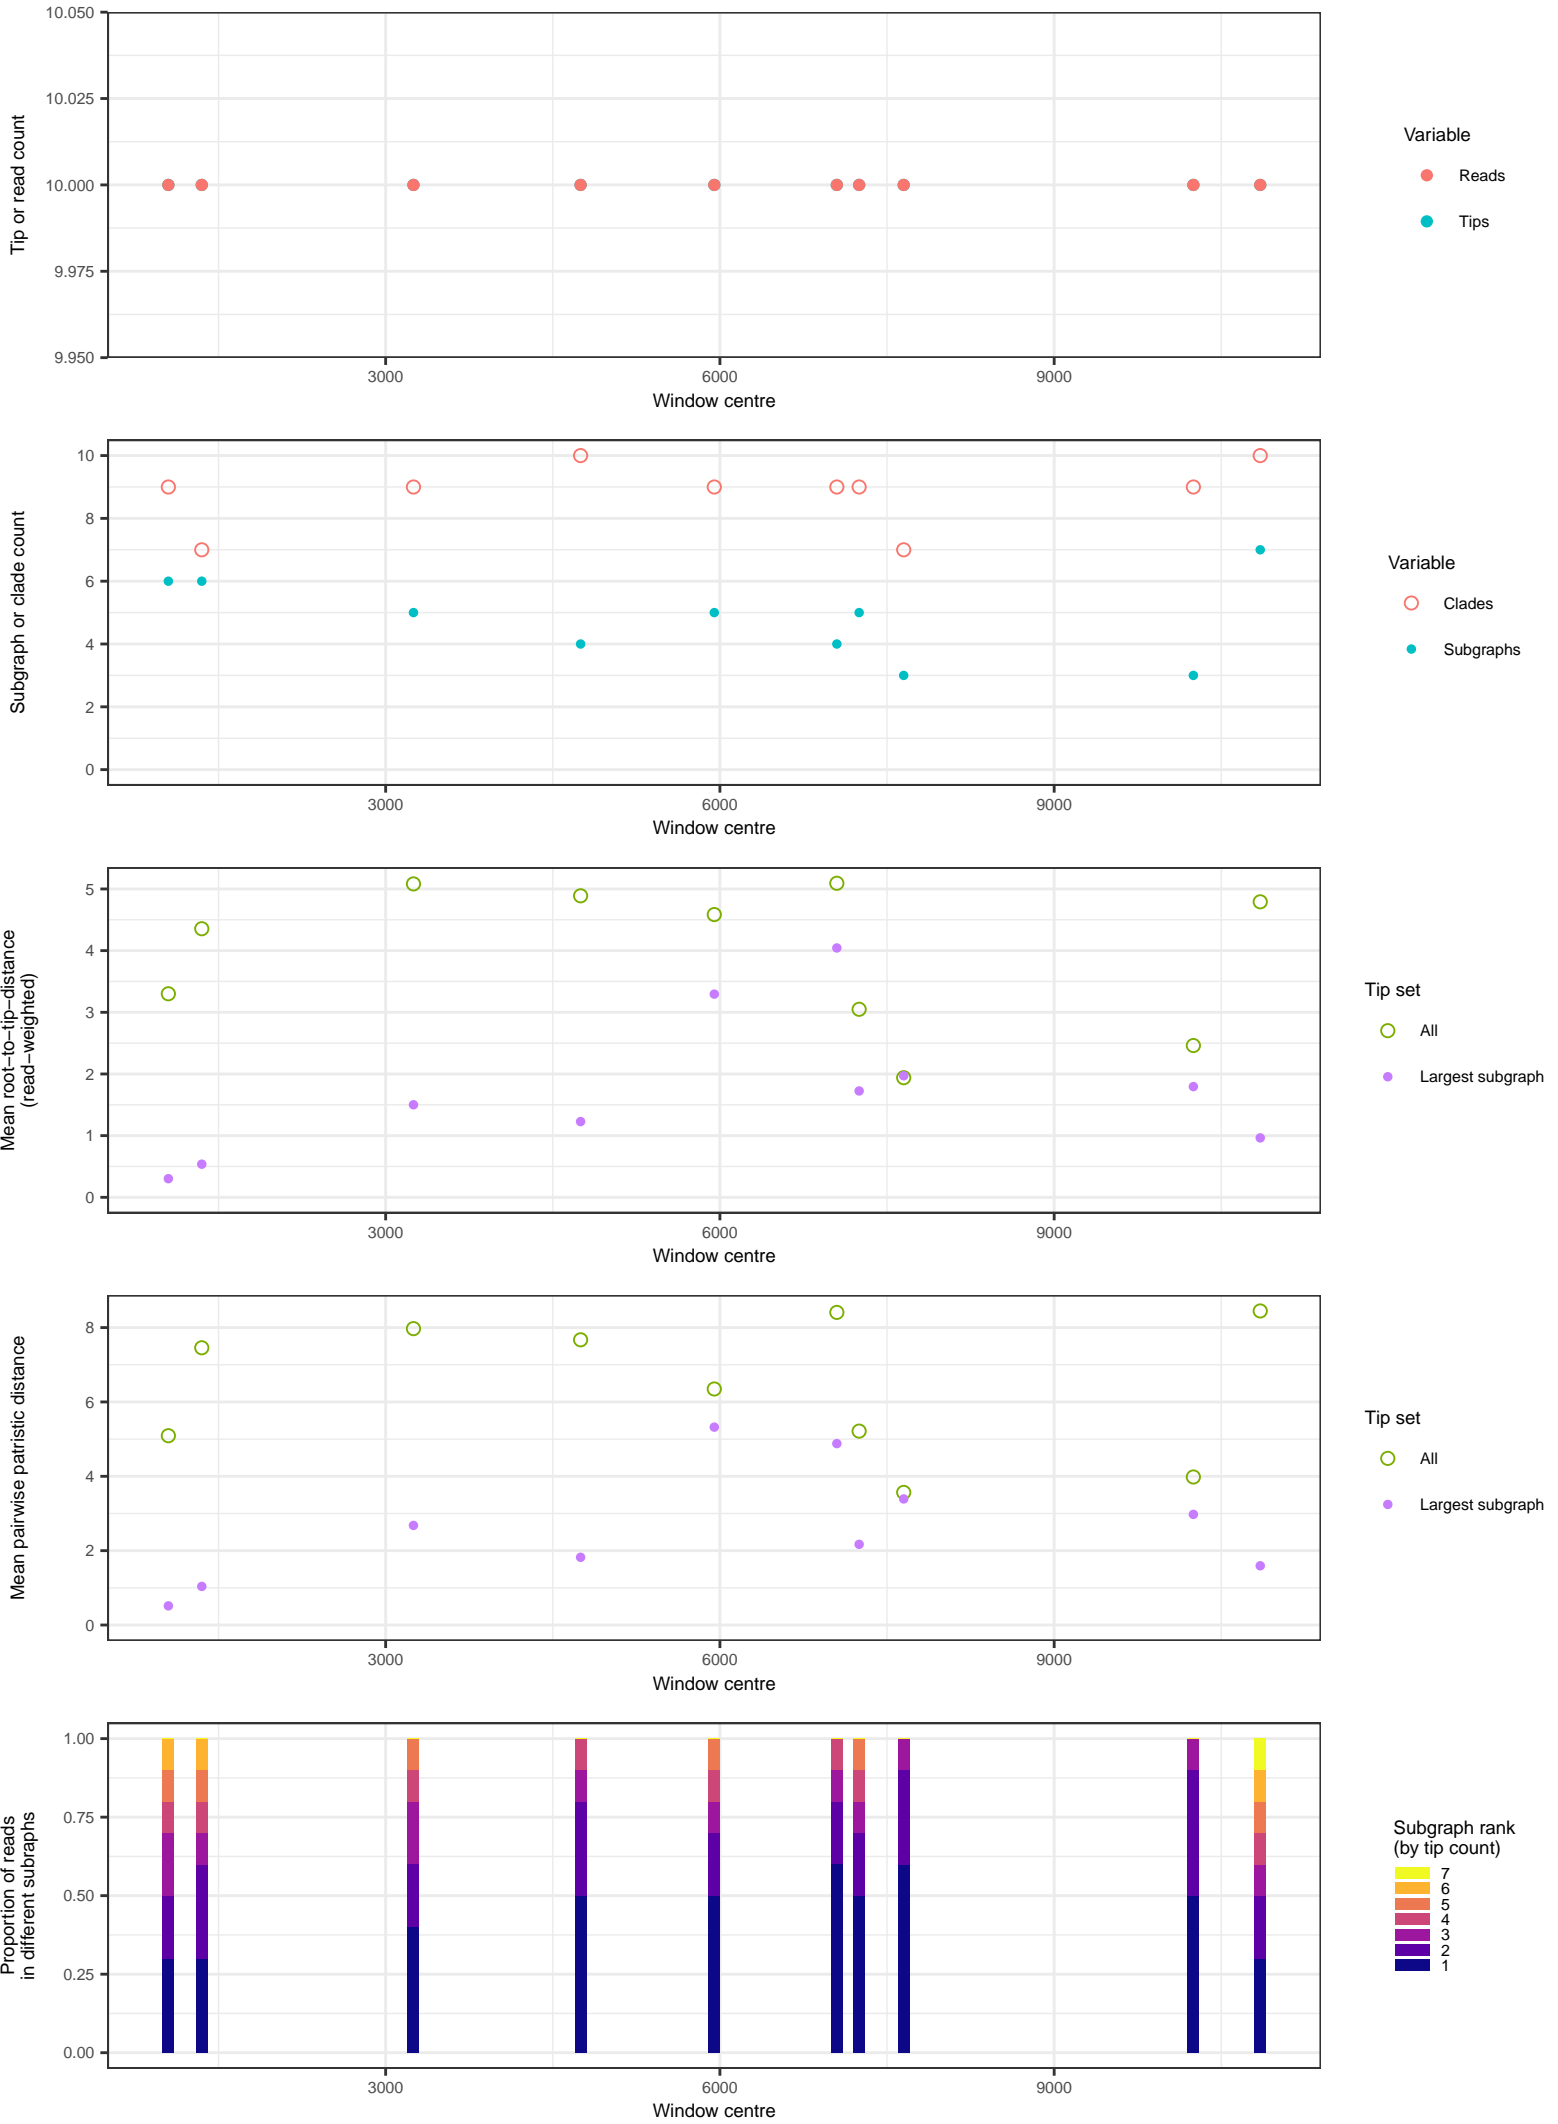 10.050
10.025
10.000
9.975
9.950
Tip or read count
3000
6000
9000
Window centre
Variable
Reads
Tips
10
8
6
4
2
0
Subgraph or clade count
3000
6000
9000
Window centre
Variable
Clades
Subgraphs
5
4
3
2
1
0
Mean root−to−tip−distance
(read−weighted)
3000
6000
9000
Window centre
Tip set
All
Largest subgraph
8
6
4
2
0
Mean pairwise patristic distance
3000
6000
9000
Window centre
Tip set
All
Largest subgraph
1.00
0.75
0.50
0.25
0.00
Proportion of reads
in different subraphs
3000
6000
9000
Window centre
Subgraph rank
(by tip count)
7
6
5
4
3
2
1